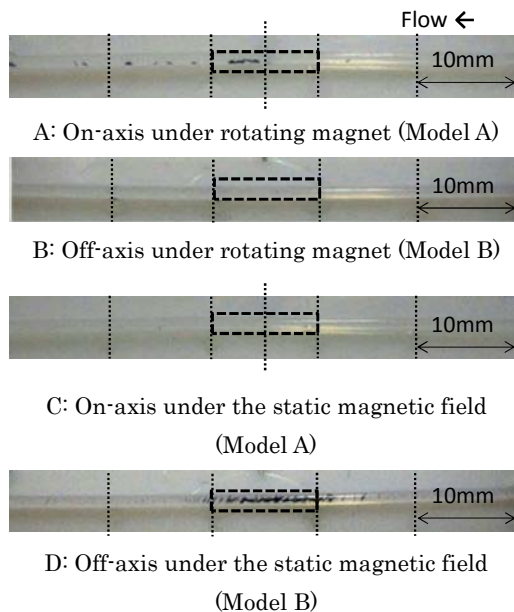 Flow ←
10mm
A: On-axis under rotating magnet (Model A)
B: Off-axis under rotating magnet (Model B)
10mm
C: On-axis under the static magnetic field
(Model A)
10mm
D: Off-axis under the static magnetic field
(Model B)